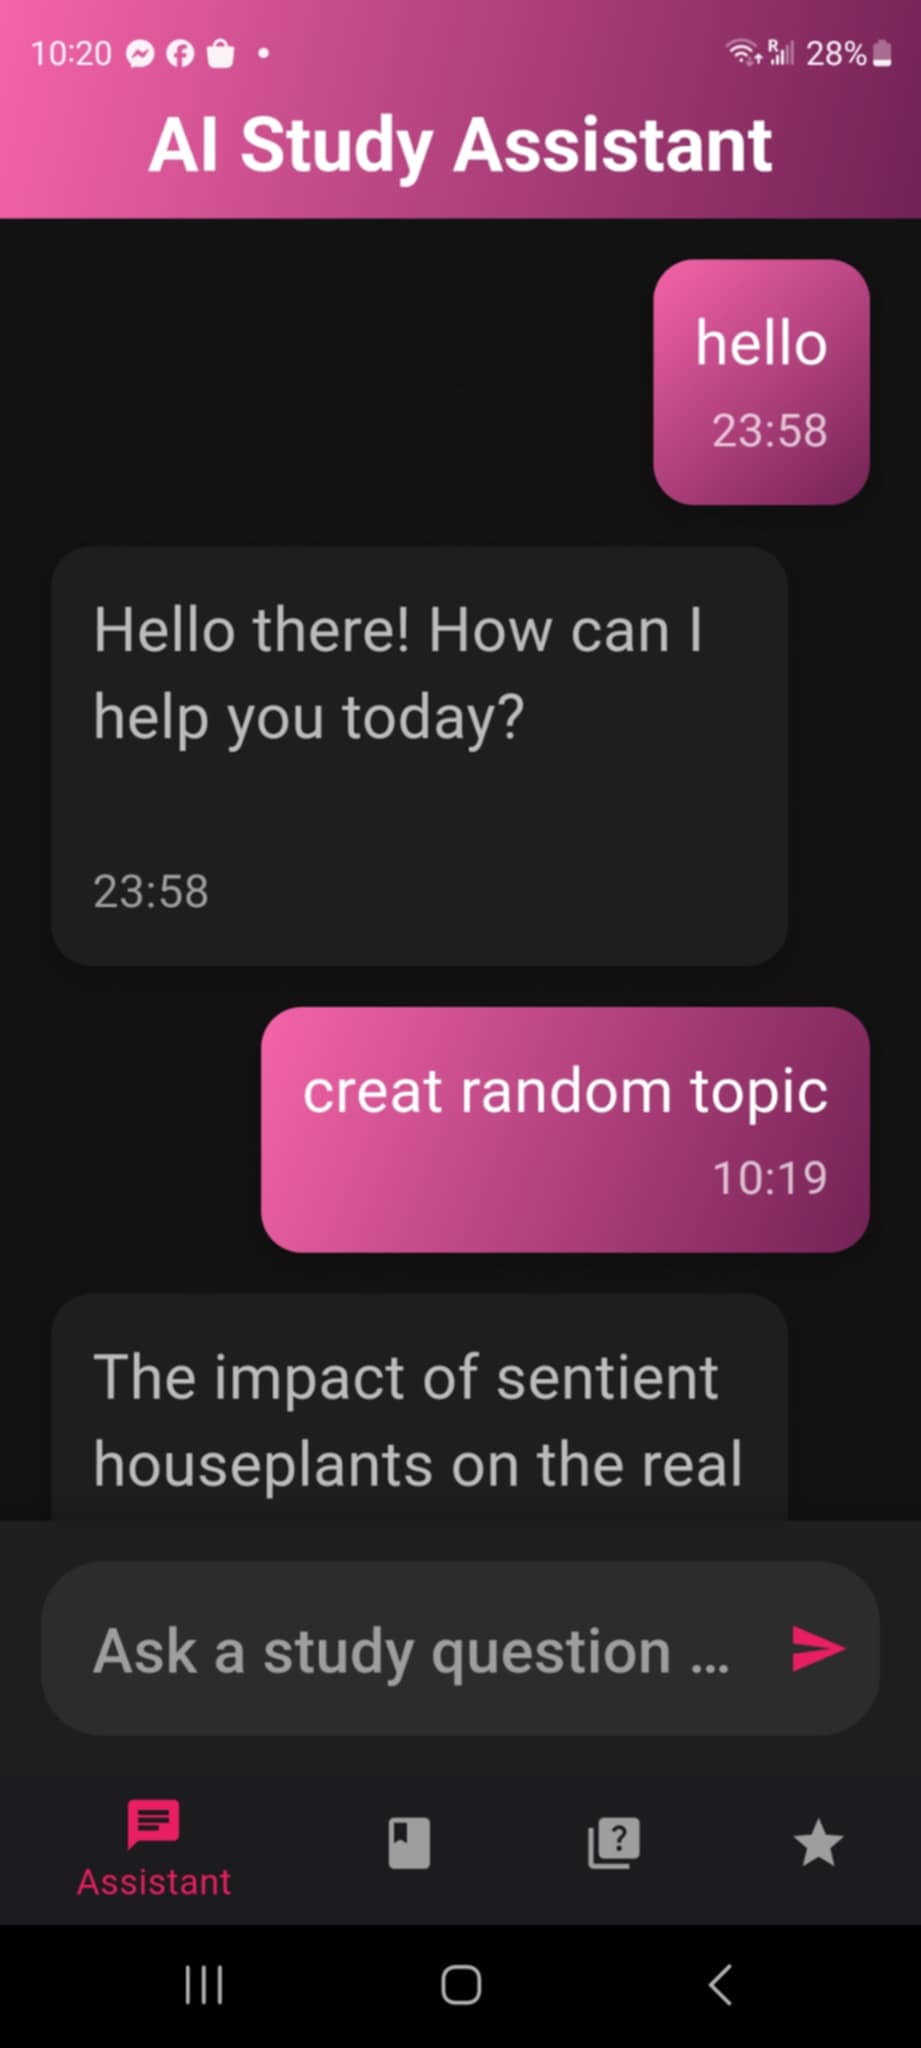 10:20
28%
AI Study Assistant
hello
23:58
Hello there! How can I
help you today?
23:58
creat random topic
10:19
The impact of sentient
houseplants on the real
Ask a study question ...
Assistant